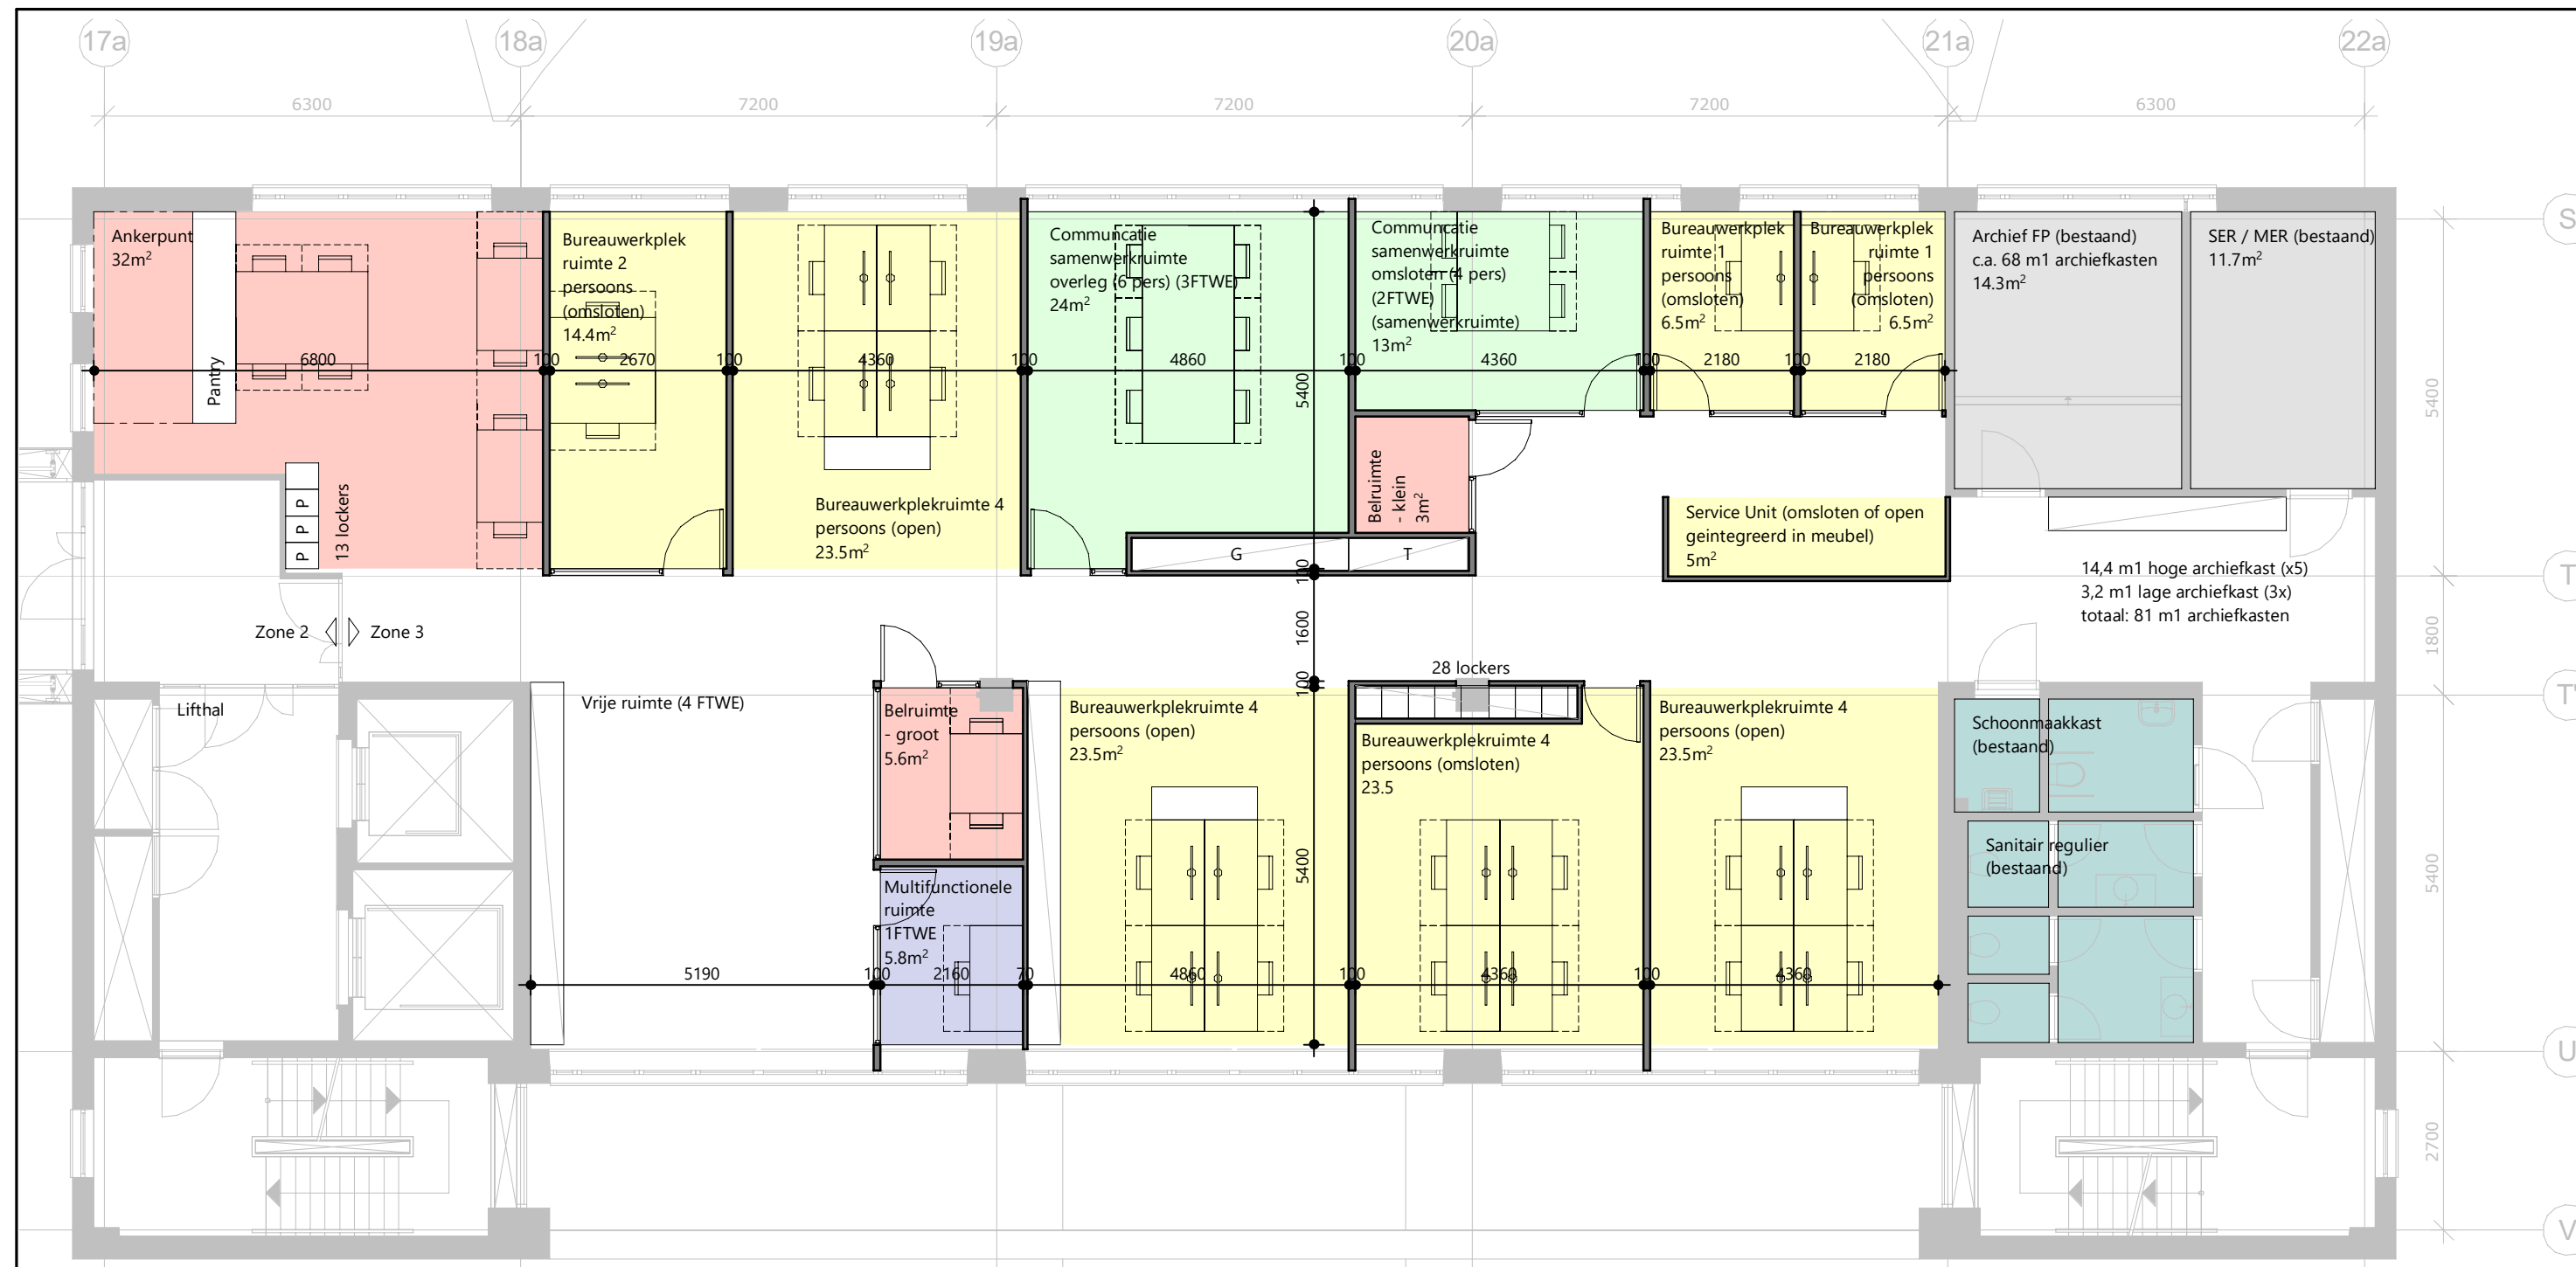 17a
18a
19a
20a
21a
22a
6300
7200
7200
7200
6300
S
T
U
V
5400
1800
5400
2700
Ankerpunt
32m²
Pantry
13 lockers
P
P
P
Bureauwerkplek
ruimte 2
persoons
(omsloten)
14.4m²
Bureauwerkplekruimte 4
persoons (open)
23.5m²
Communcatie
samenwerkruimte
overleg (6 pers) (3FTWE)
24m²
Communcatie
samenwerkruimte
omsloten (4 pers)
(2FTWE)
(samenwerkruimte)
13m²
Bureauwerkplek
ruimte 1
persoons
(omsloten)
6.5m²
Bureauwerkplek
ruimte 1
persoons
(omsloten)
6.5m²
Archief FP (bestaand)
c.a. 68 m1 archiefkasten
14.3m²
SER / MER (bestaand)
11.7m²
6800
100
2670
100
4360
100
4860
100
4360
100
2180
100
2180
5400
100
1600
100
5400
Belruimte
- klein
3m²
G
T
Service Unit (omsloten of open
geintegreerd in meubel)
5m²
14,4 m1 hoge archiefkast (x5)
3,2 m1 lage archiefkast (3x)
totaal: 81 m1 archiefkasten
Zone 2
Zone 3
28 lockers
Lifthal
Vrije ruimte (4 FTWE)
Belruimte
- groot
5.6m²
Bureauwerkplekruimte 4
persoons (open)
23.5m²
Bureauwerkplekruimte 4
persoons (omsloten)
23.5
Bureauwerkplekruimte 4
persoons (open)
23.5m²
Schoonmaakkast
(bestaand)
Sanitair regulier
(bestaand)
Multifunctionele
ruimte
1FTWE
5.8m²
5190
100
2160
70
4860
100
4360
100
4360